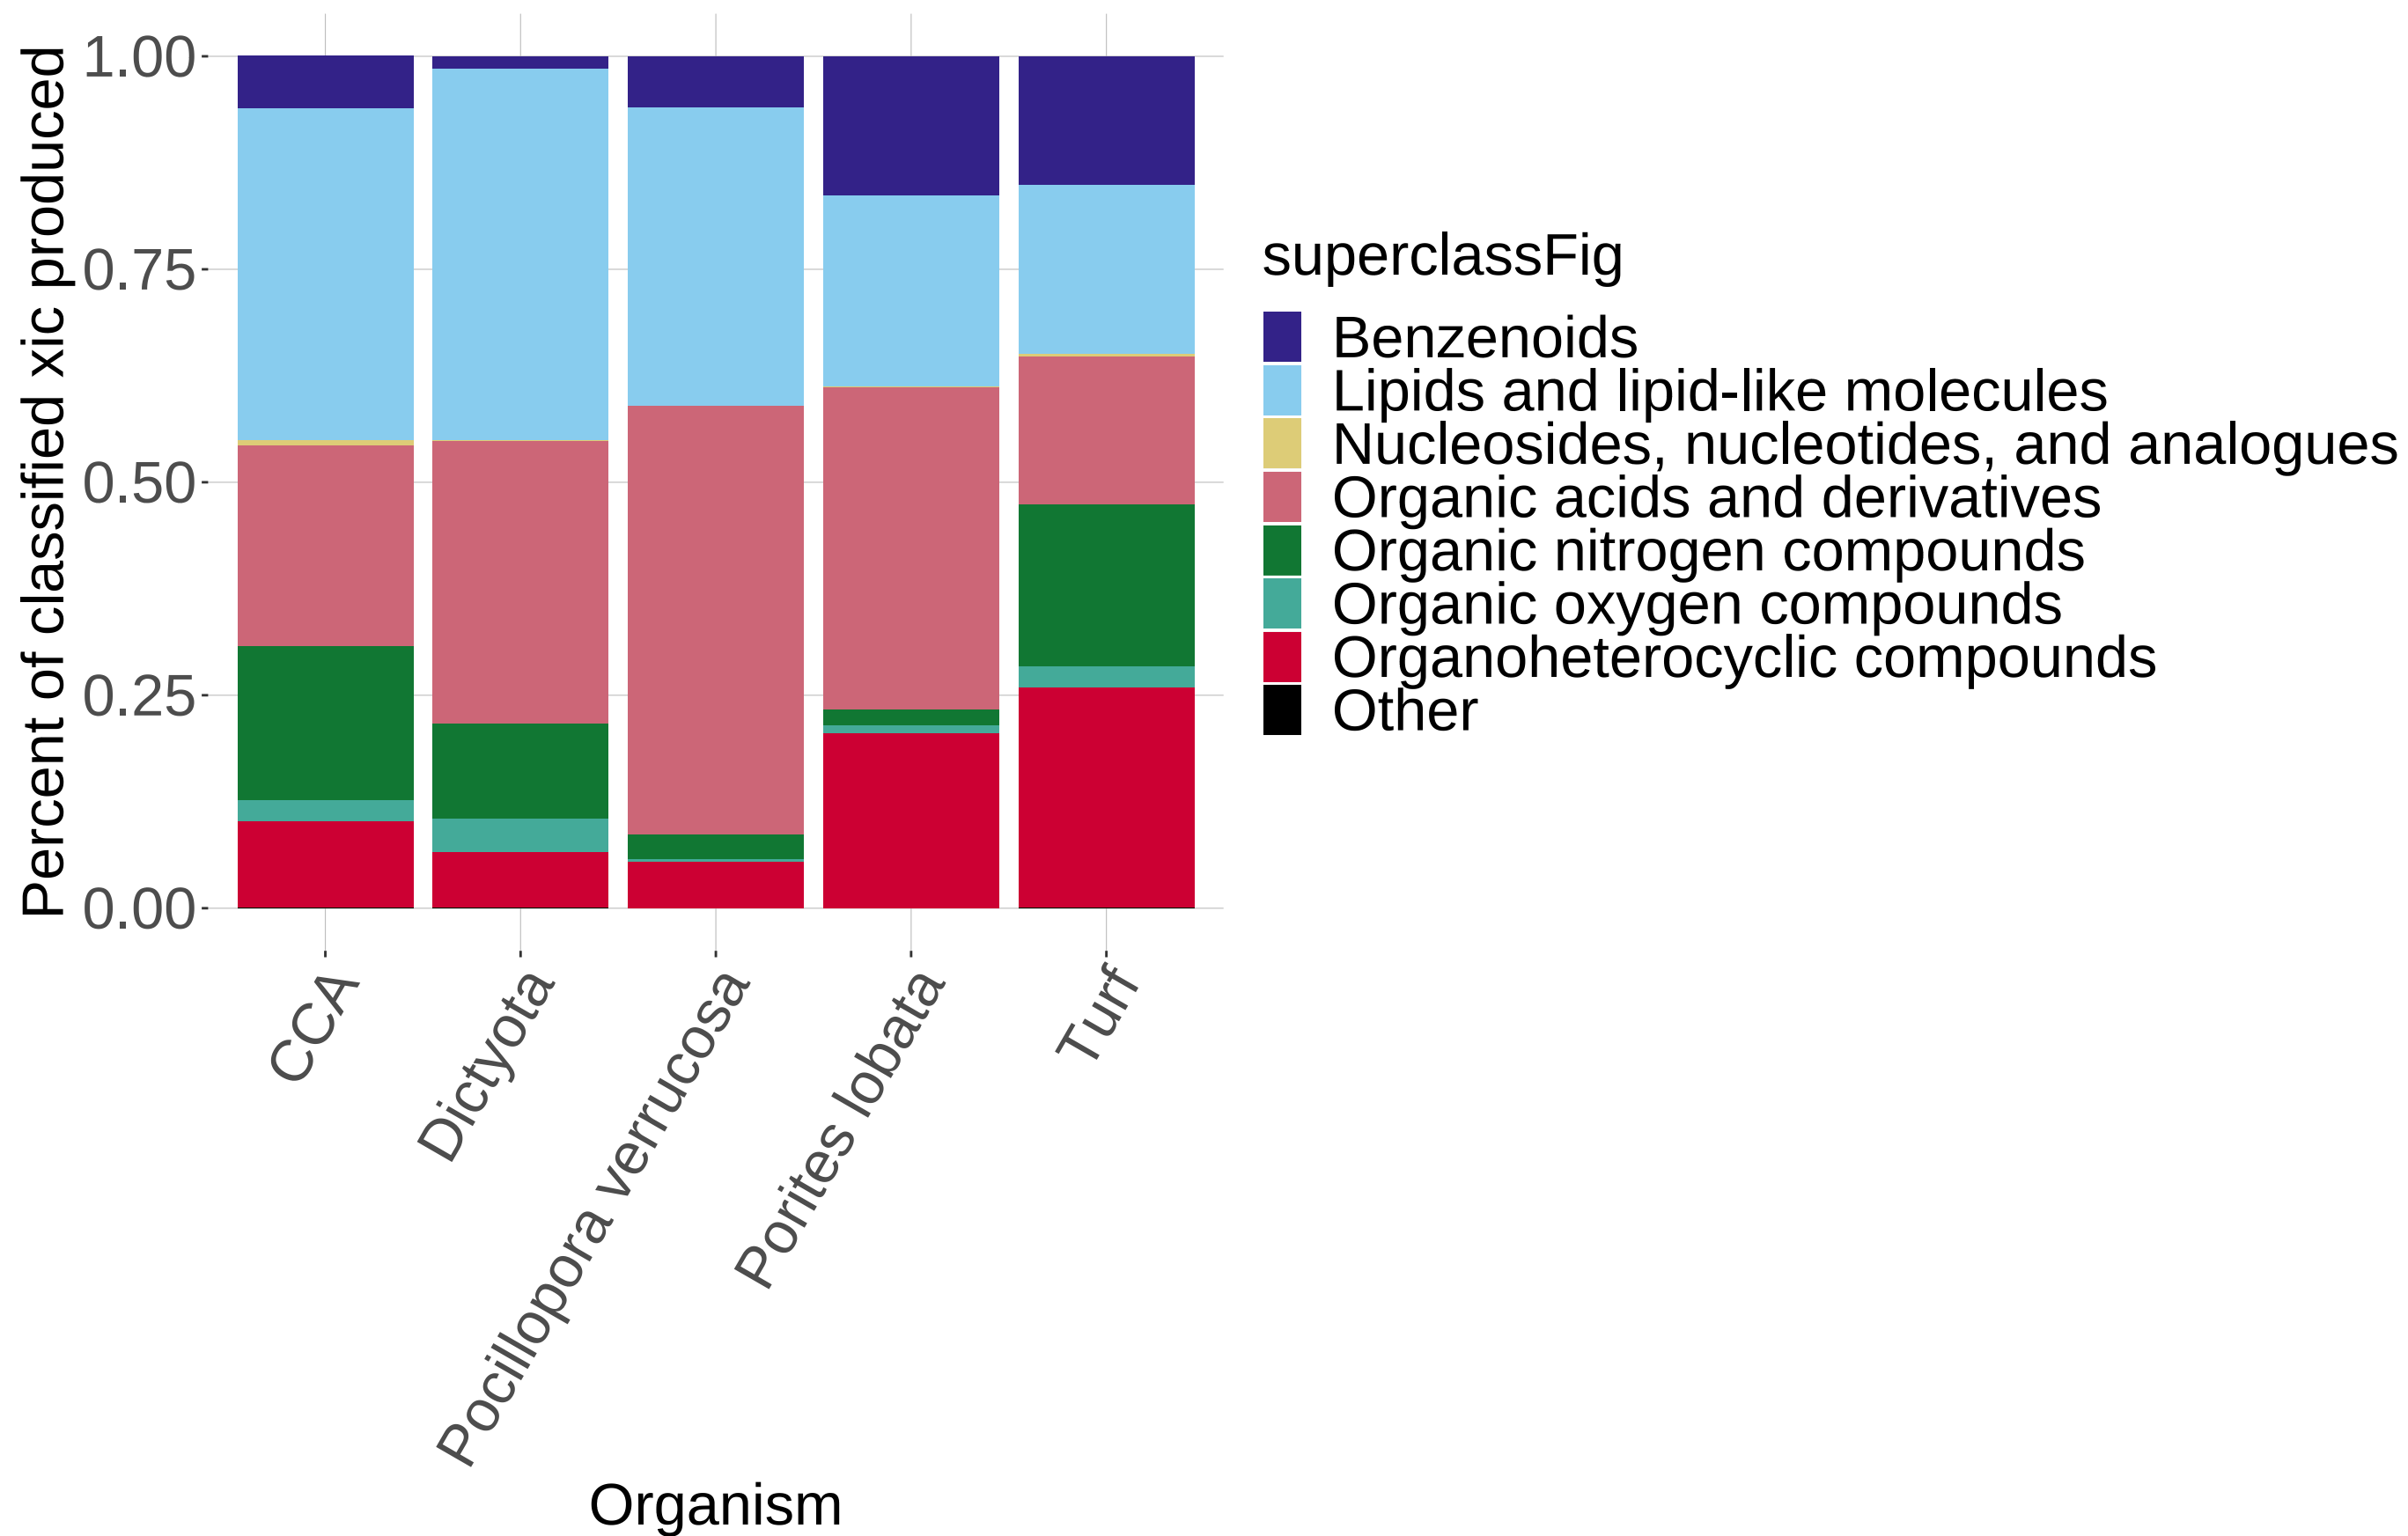 Percent of classified xic produced
1.00
0.75
0.50
0.25
0.00
CCA
Dictyota
Pocillopora verrucosa
Porites lobata
Turf
Organism
superclassFig
Benzenoids
Lipids and lipid-like molecules
Nucleosides, nucleotides, and analogues
Organic acids and derivatives
Organic nitrogen compounds
Organic oxygen compounds
Organoheterocyclic compounds
Other